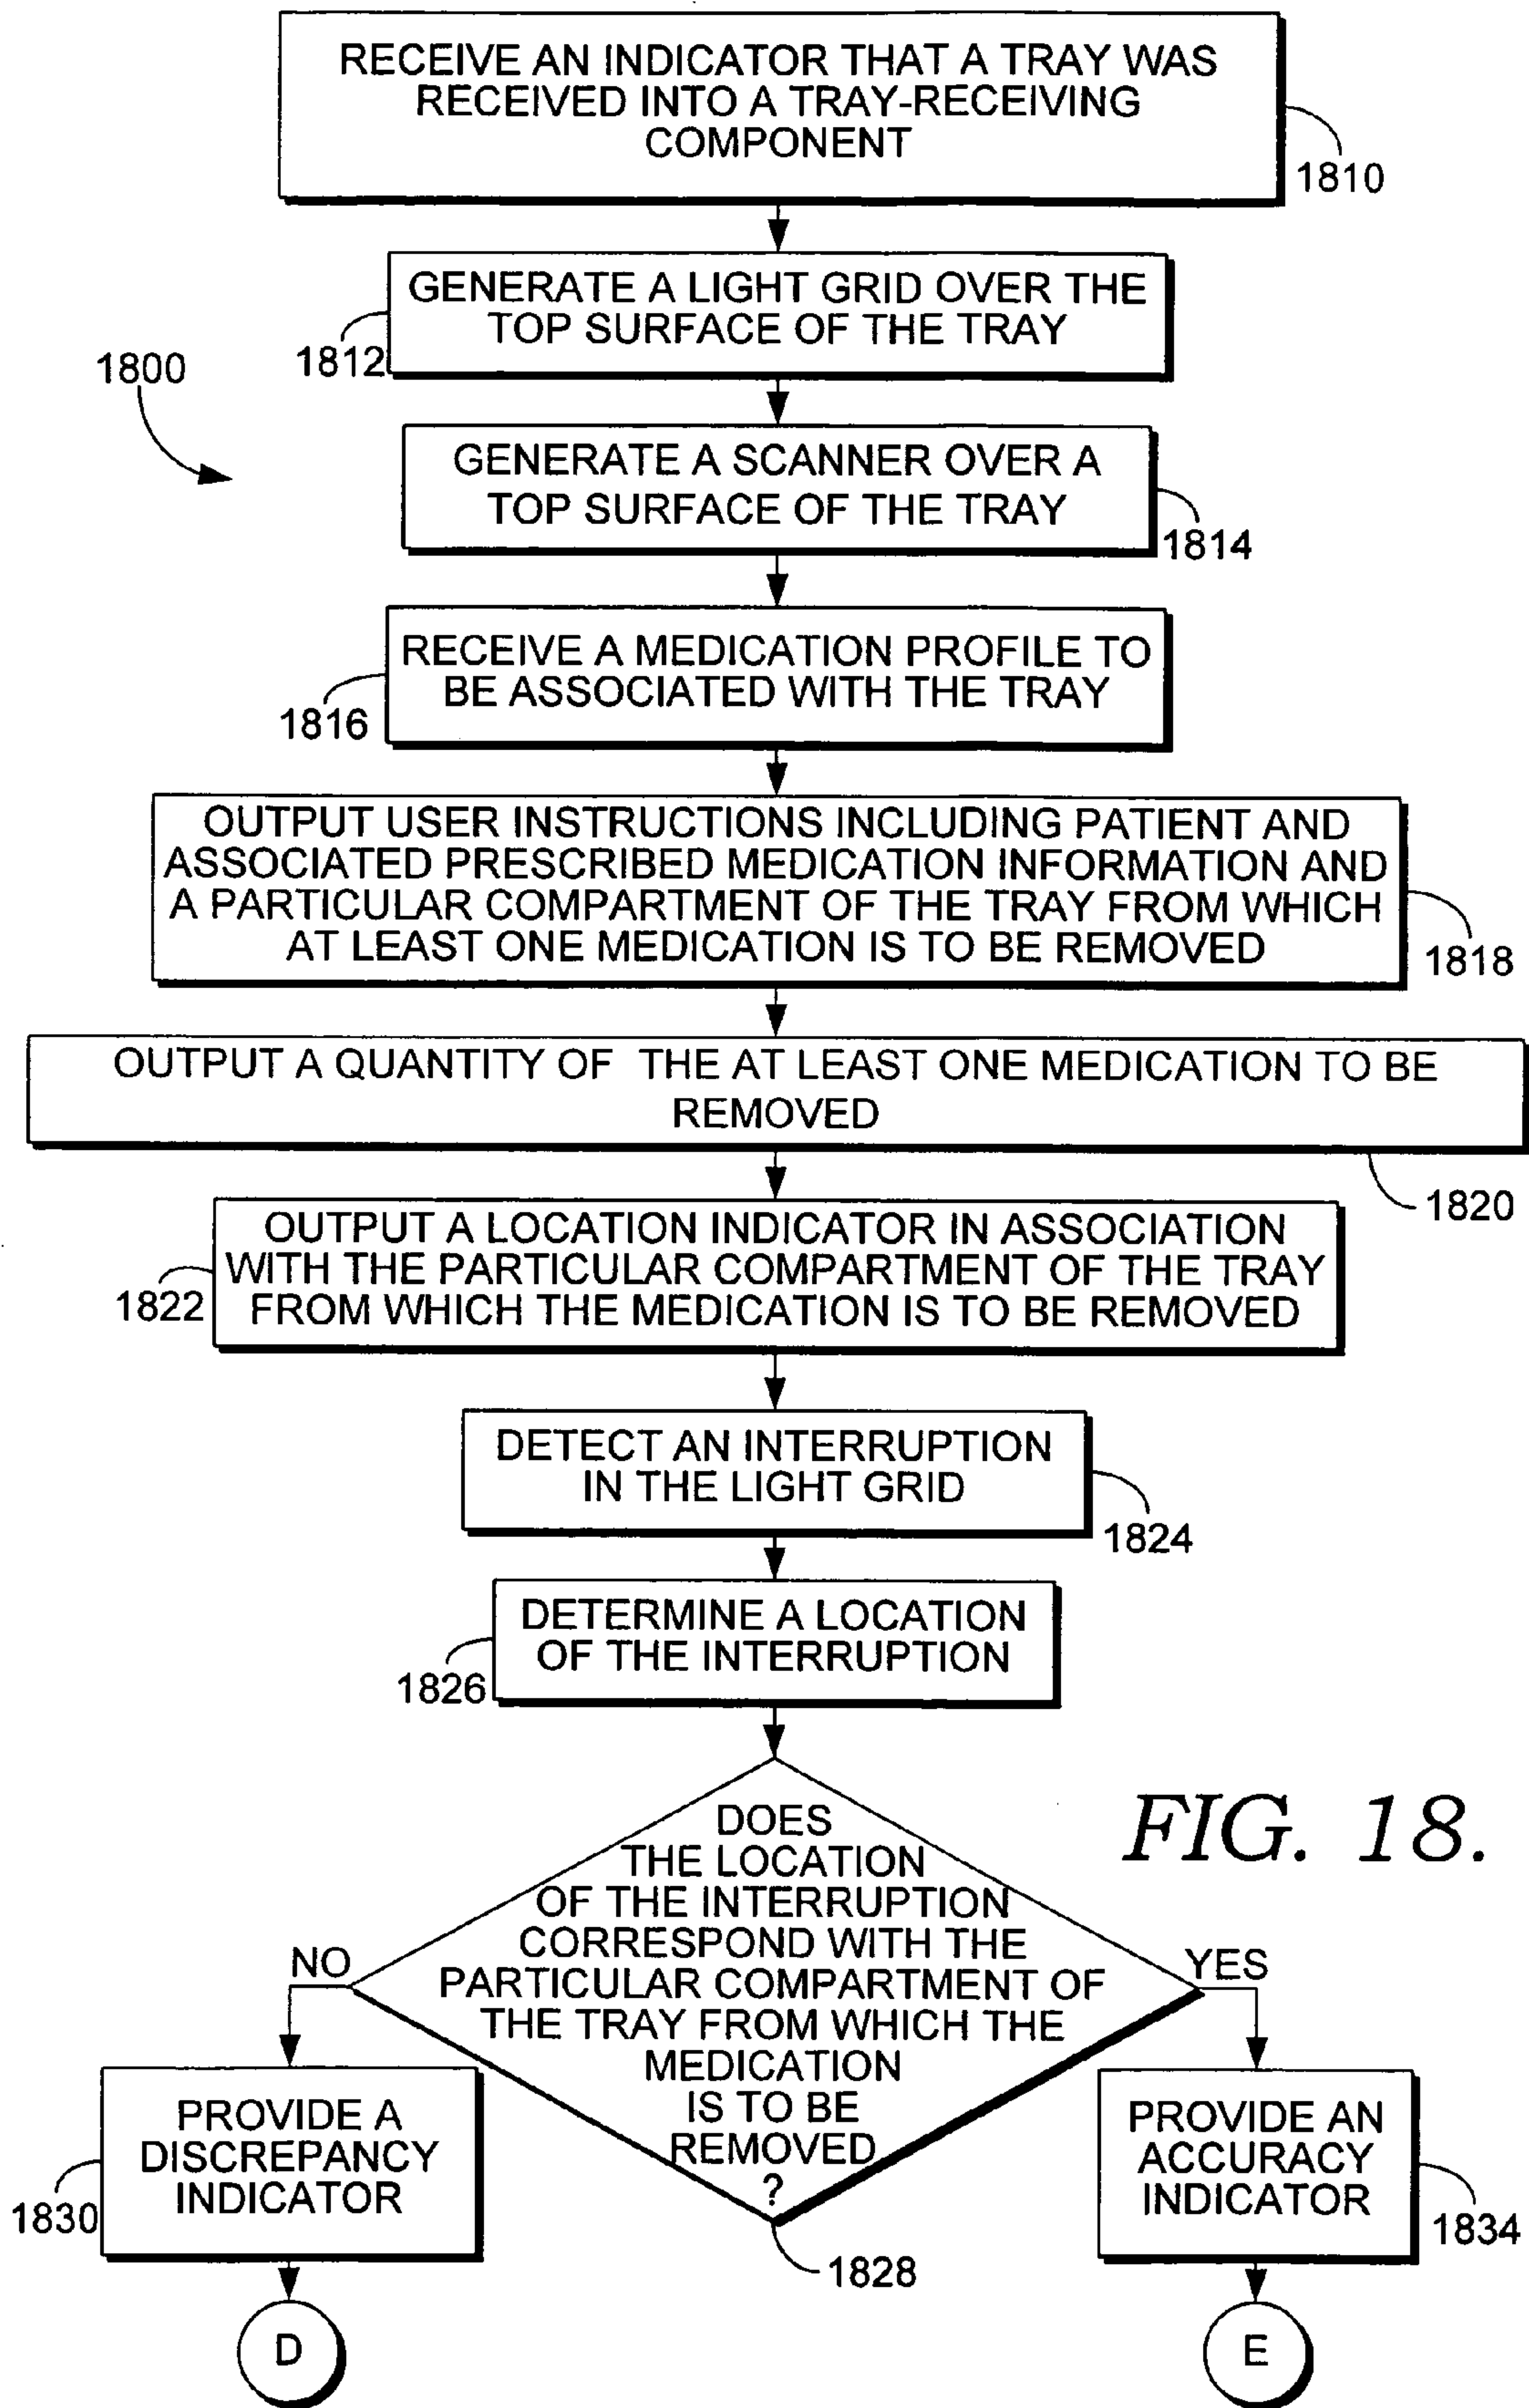 RECEIVE AN INDICATOR THAT A TRAY WAS
RECEIVED INTO A TRAY-RECEIVING
COMPONENT
1810
GENERATE A LIGHT GRID OVER THE
TOP SURFACE OF THE TRAY
1812
1800
GENERATE A SCANNER OVER A
TOP SURFACE OF THE TRAY
1814
RECEIVE A MEDICATION PROFILE TO
BE ASSOCIATED WITH THE TRAY
1816
OUTPUT USER INSTRUCTIONS INCLUDING PATIENT AND
ASSOCIATED PRESCRIBED MEDICATION INFORMATION AND
A PARTICULAR COMPARTMENT OF THE TRAY FROM WHICH
AT LEAST ONE MEDICATION IS TO BE REMOVED
1818
OUTPUT A QUANTITY OF THE AT LEAST ONE MEDICATION TO BE
REMOVED
1820
OUTPUT A LOCATION INDICATOR IN ASSOCIATION
WITH THE PARTICULAR COMPARTMENT OF THE TRAY
FROM WHICH THE MEDICATION IS TO BE REMOVED
1822
DETECT AN INTERRUPTION
IN THE LIGHT GRID
1824
DETERMINE A LOCATION
OF THE INTERRUPTION
1826
DOES
THE LOCATION
OF THE INTERRUPTION
CORRESPOND WITH THE
PARTICULAR COMPARTMENT OF
THE TRAY FROM WHICH THE
MEDICATION
IS TO BE
REMOVED
?
1828
FIG. 18.
NO
YES
PROVIDE A
DISCREPANCY
INDICATOR
1830
PROVIDE AN
ACCURACY
INDICATOR
1834
D
E